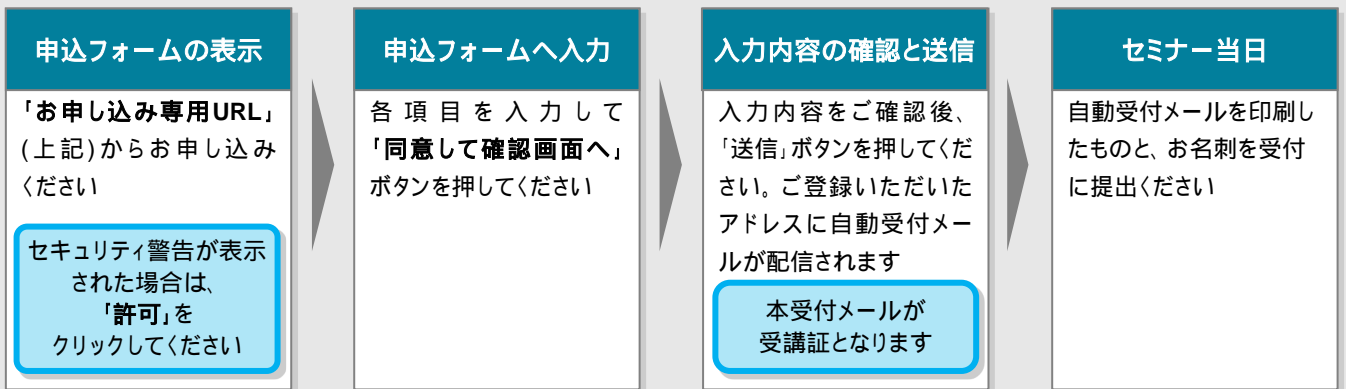 申込フォームの表示
「お申し込み専用URL」
(上記)からお申し込み
ください
セキュリティ警告が表示
された場合は、
「許可」を
クリックしてください
申込フォームへ入力
各項目を入力して
「同意して確認画面へ」
ボタンを押してください
入力内容の確認と送信
入力内容をご確認後、
「送信」ボタンを押してくだ
さい。ご登録いただいた
アドレスに自動受付メー
ルが配信されます
本受付メールが
受講証となります
セミナー当日
自動受付メールを印刷し
たものと、お名刺を受付
に提出ください